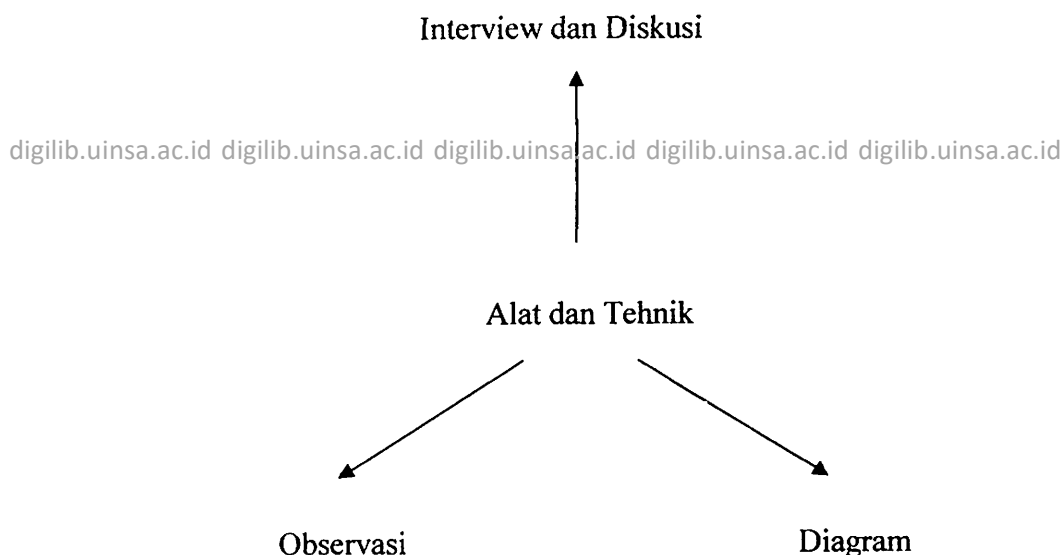 Interview dan Diskusi
digilib.uinsa.ac.id digilib.uinsa.ac.id digilib.uinsa.ac.id digilib.uinsa.ac.id digilib.uinsa.ac.id
Alat dan Tehnik
Observasi Diagram